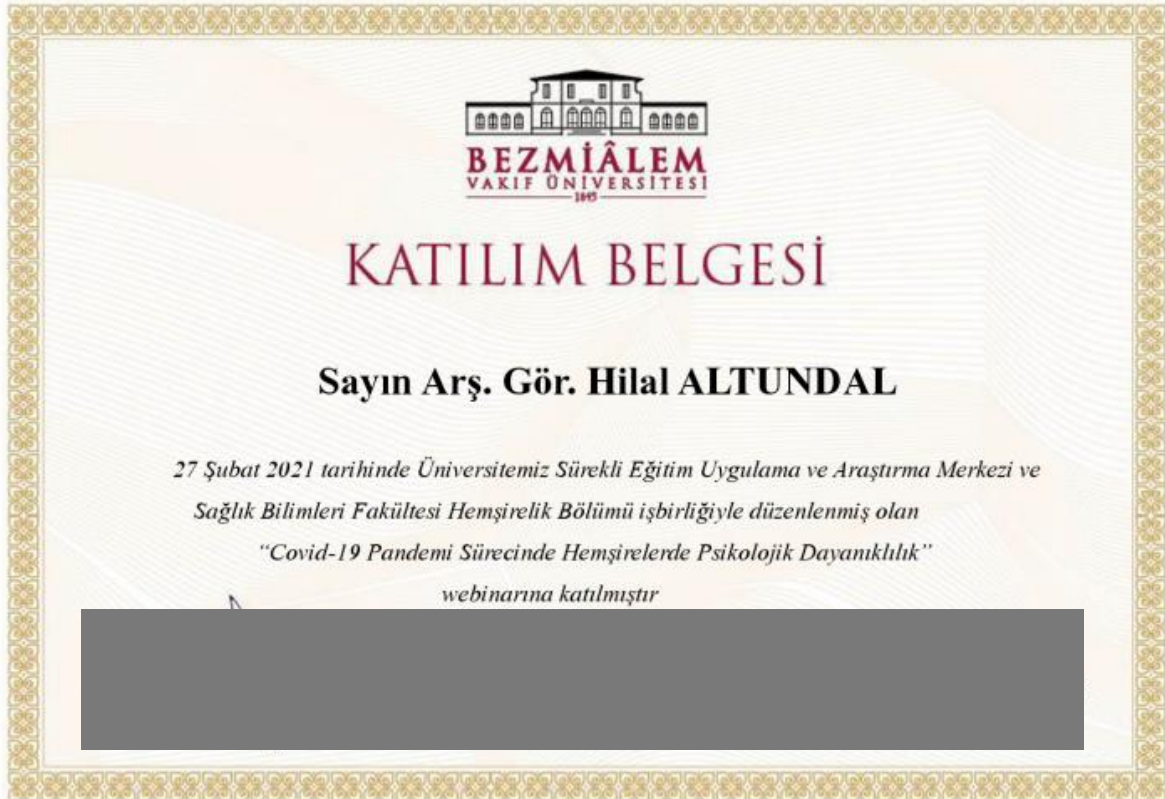 BEZMİÂLEM
VAKIF ÜNİVERSİTESİ
1845
KATILIM BELGESİ
Sayın Arş. Gör. Hilal ALTUNDAL
27 Şubat 2021 tarihinde Üniversitemiz Sürekli Eğitim Uygulama ve Araştırma Merkezi ve
Sağlık Bilimleri Fakültesi Hemşirelik Bölümü işbirliğiyle düzenlenmiş olan
“Covid-19 Pandemi Sürecinde Hemşirelerde Psikolojik Dayanıklılık”
webinarına katılmıştır